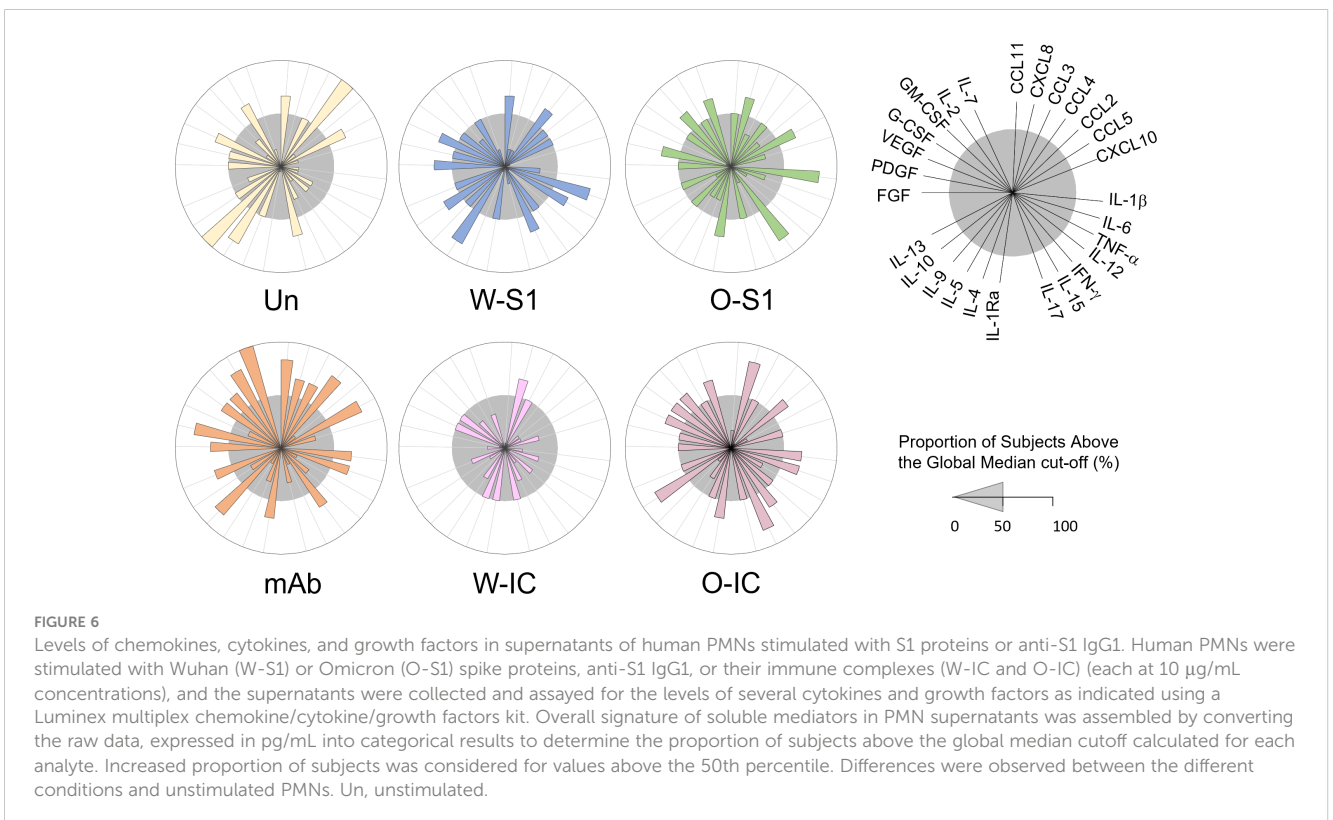 CCL11
CXCL8
CCL3
CCL4
CCL2
CCL5
CXCL10
IL-7
IL-2
GM-CSF
G-CSF
VEGF
PDGF
FGF
IL-1β
IL-6
TNF-α
IL-12
IFN-γ
IL-15
IL-17
IL-1Ra
IL-4
IL-5
IL-9
IL-10
IL-13
Un
W-S1
O-S1
mAb
W-IC
O-IC
Proportion of Subjects Above
the Global Median cut-off (%)
0 50 100
FIGURE 6
Levels of chemokines, cytokines, and growth factors in supernatants of human PMNs stimulated with S1 proteins or anti-S1 IgG1. Human PMNs were
stimulated with Wuhan (W-S1) or Omicron (O-S1) spike proteins, anti-S1 IgG1, or their immune complexes (W-IC and O-IC) (each at 10 μg/mL
concentrations), and the supernatants were collected and assayed for the levels of several cytokines and growth factors as indicated using a
Luminex multiplex chemokine/cytokine/growth factors kit. Overall signature of soluble mediators in PMN supernatants was assembled by converting
the raw data, expressed in pg/mL into categorical results to determine the proportion of subjects above the global median cutoff calculated for each
analyte. Increased proportion of subjects was considered for values above the 50th percentile. Differences were observed between the different
conditions and unstimulated PMNs. Un, unstimulated.